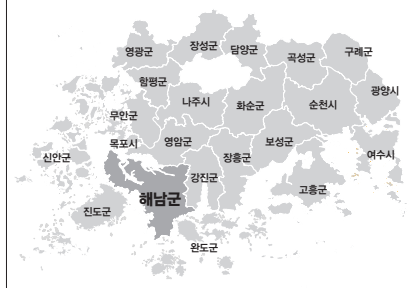 영광군
장성군
담양군
곡성군
구례군
함평군
나주시
화순군
순천시
광양시
무안군
목포시
영암군
장흥군
보성군
여수시
신안군
강진군
고흥군
해남군
진도군
완도군